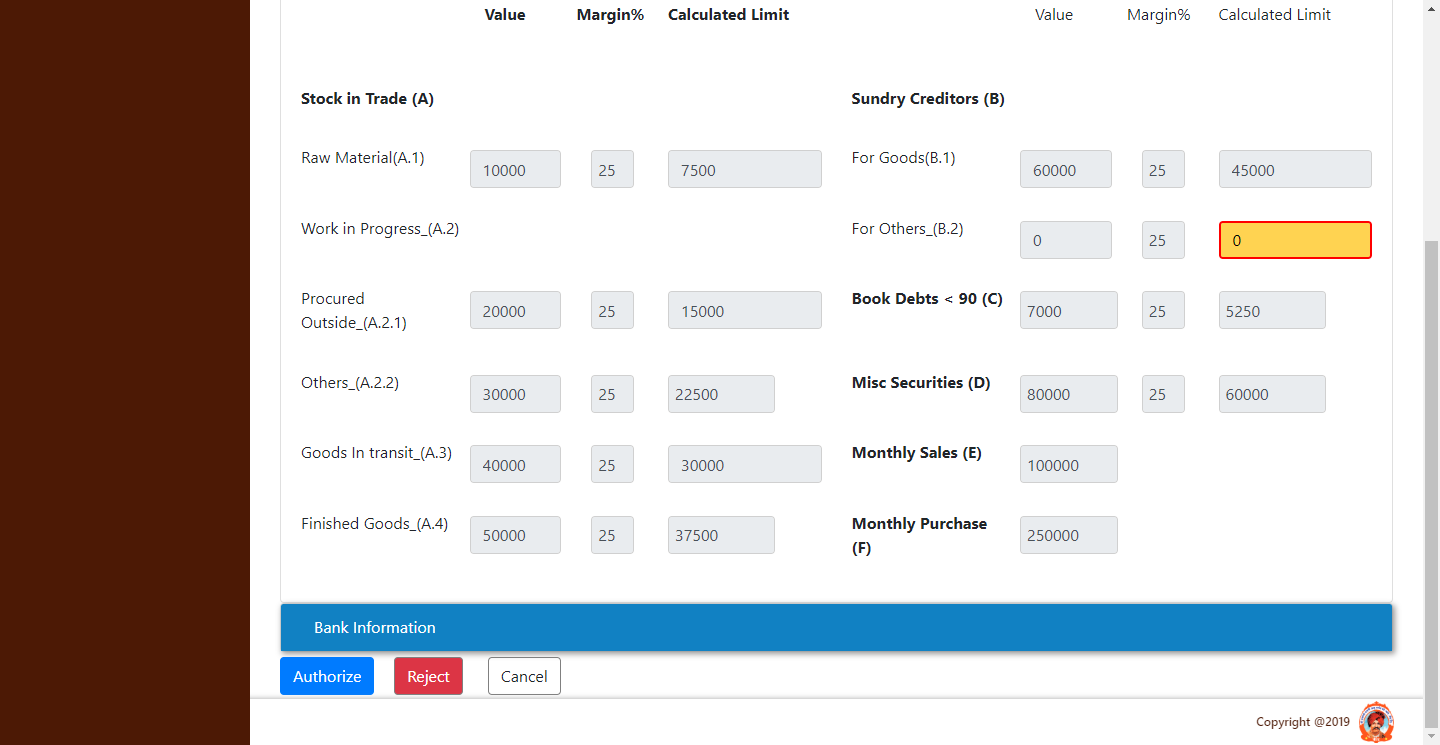 Value Margin% Calculated Limit Value Margin% Calculated Limit
Stock in Trade (A) Sundry Creditors (B)
Raw Material(A.1) 10000 25 7500 For Goods(B.1) 60000 25 45000
Work in Progress_(A.2) For Others_(B.2) 0 25 0
Procured
Outside_(A.2.1) 20000 25 15000 Book Debts < 90 (C) 7000 25 5250
Others_(A.2.2) 30000 25 22500 Misc Securities (D) 80000 25 60000
Goods In transit_(A.3) 40000 25 30000 Monthly Sales (E) 100000
Finished Goods_(A.4) 50000 25 37500 Monthly Purchase
(F) 250000
Bank Information
Authorize Reject Cancel
Copyright @2019